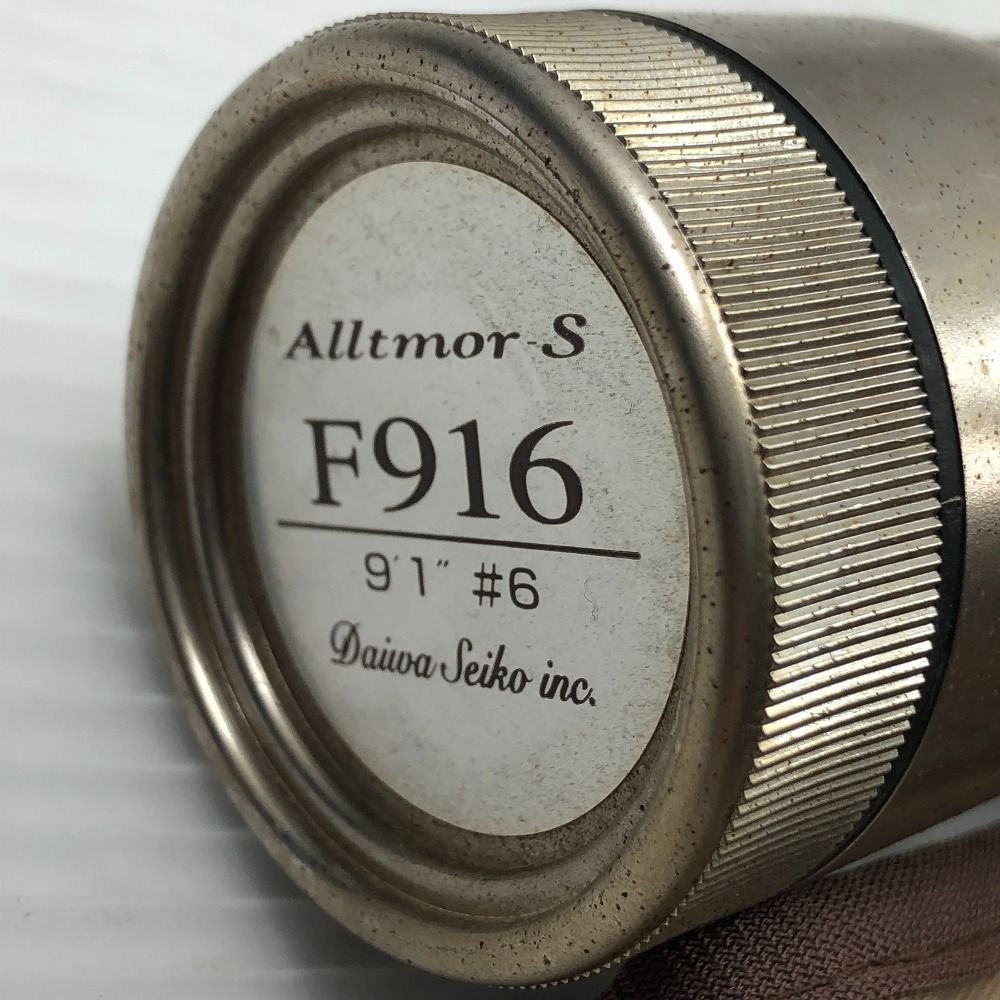 Alltmor-S
F916
9'1" #6
Daiwa Seiko inc.